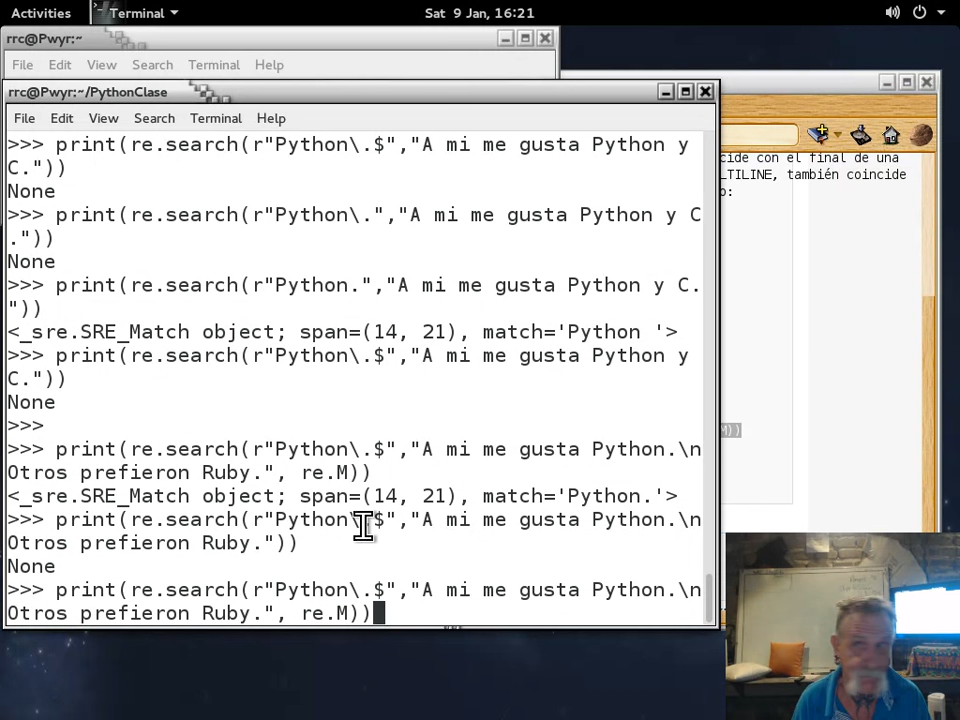 Activities
Terminal
Sat 9 Jan, 16:21
rrc@Pwyr:~
File Edit View Search Terminal Help
rrc@Pwyr:~/PythonClase
File Edit View Search Terminal Help
>>> print(re.search(r"Python\.$","A mi me gusta Python y
C."))
None
>>> print(re.search(r"Python\.","A mi me gusta Python y C
."))
None
>>> print(re.search(r"Python.","A mi me gusta Python y C.
"))
<_sre.SRE_Match object; span=(14, 21), match='Python '>
>>> print(re.search(r"Python\.$","A mi me gusta Python y
C."))
None
>>>
>>> print(re.search(r"Python\.$","A mi me gusta Python.\n
Otros prefieron Ruby.", re.M))
<_sre.SRE_Match object; span=(14, 21), match='Python.'>
>>> print(re.search(r"Python\.$","A mi me gusta Python.\n
Otros prefieron Ruby."))
None
>>> print(re.search(r"Python\.$","A mi me gusta Python.\n
Otros prefieron Ruby.", re.M))
cide con el final de una
LTILINE, también coincide
o:
M))